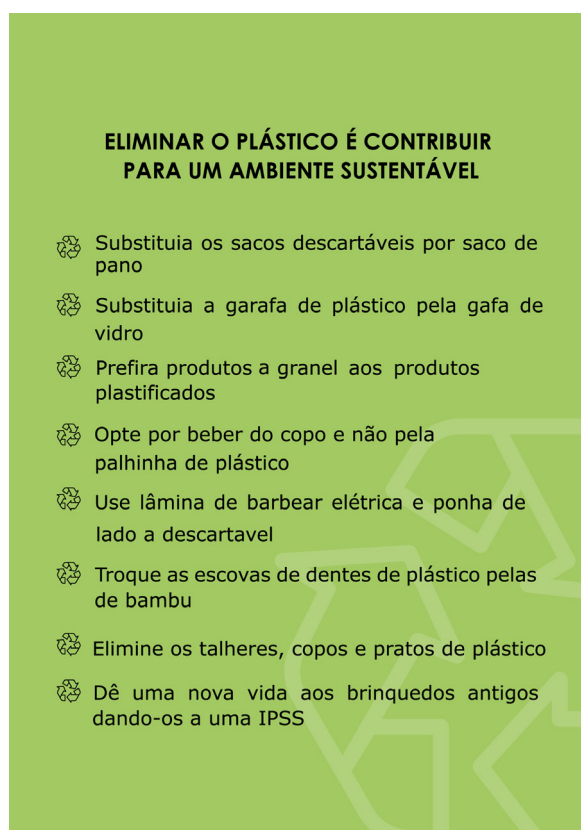 ELIMINAR O PLÁSTICO É CONTRIBUIR
PARA UM AMBIENTE SUSTENTÁVEL
Substituia os sacos descartáveis por saco de
pano
Substituia a garafa de plástico pela gafa de
vidro
Prefira produtos a granel aos produtos
plastificados
Opte por beber do copo e não pela
palhinha de plástico
Use lâmina de barbear elétrica e ponha de
lado a descartavel
Troque as escovas de dentes de plástico pelas
de bambu
Elimine os talheres, copos e pratos de plástico
Dê uma nova vida aos brinquedos antigos
dando-os a uma IPSS